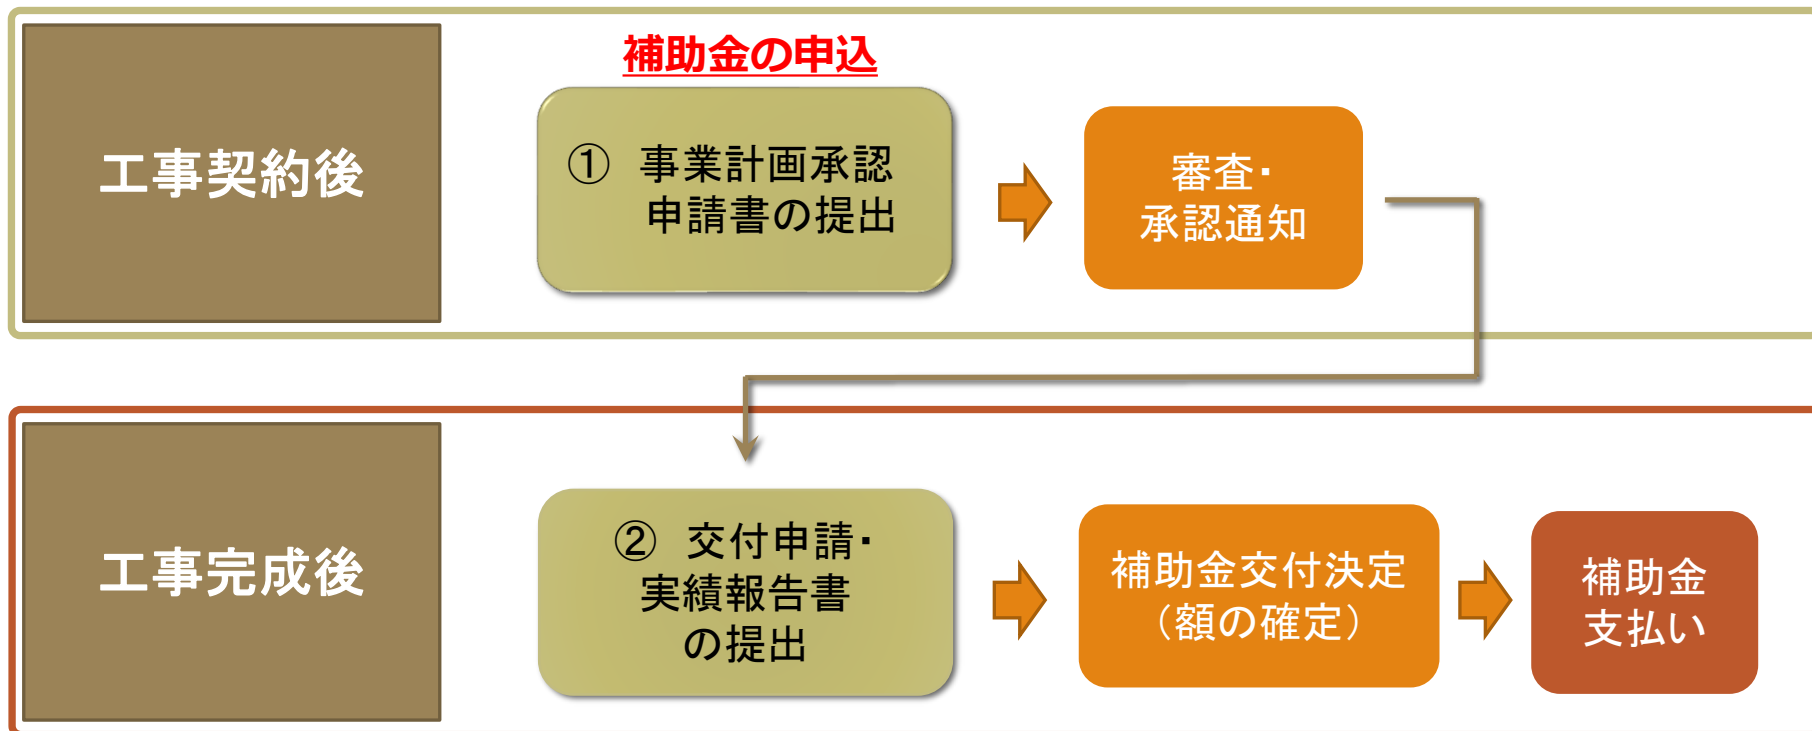 工事契約後
補助金の申込
① 事業計画承認
申請書の提出
審査・
承認通知
工事完成後
② 交付申請・
実績報告書
の提出
補助金交付決定
（額の確定）
補助金
支払い